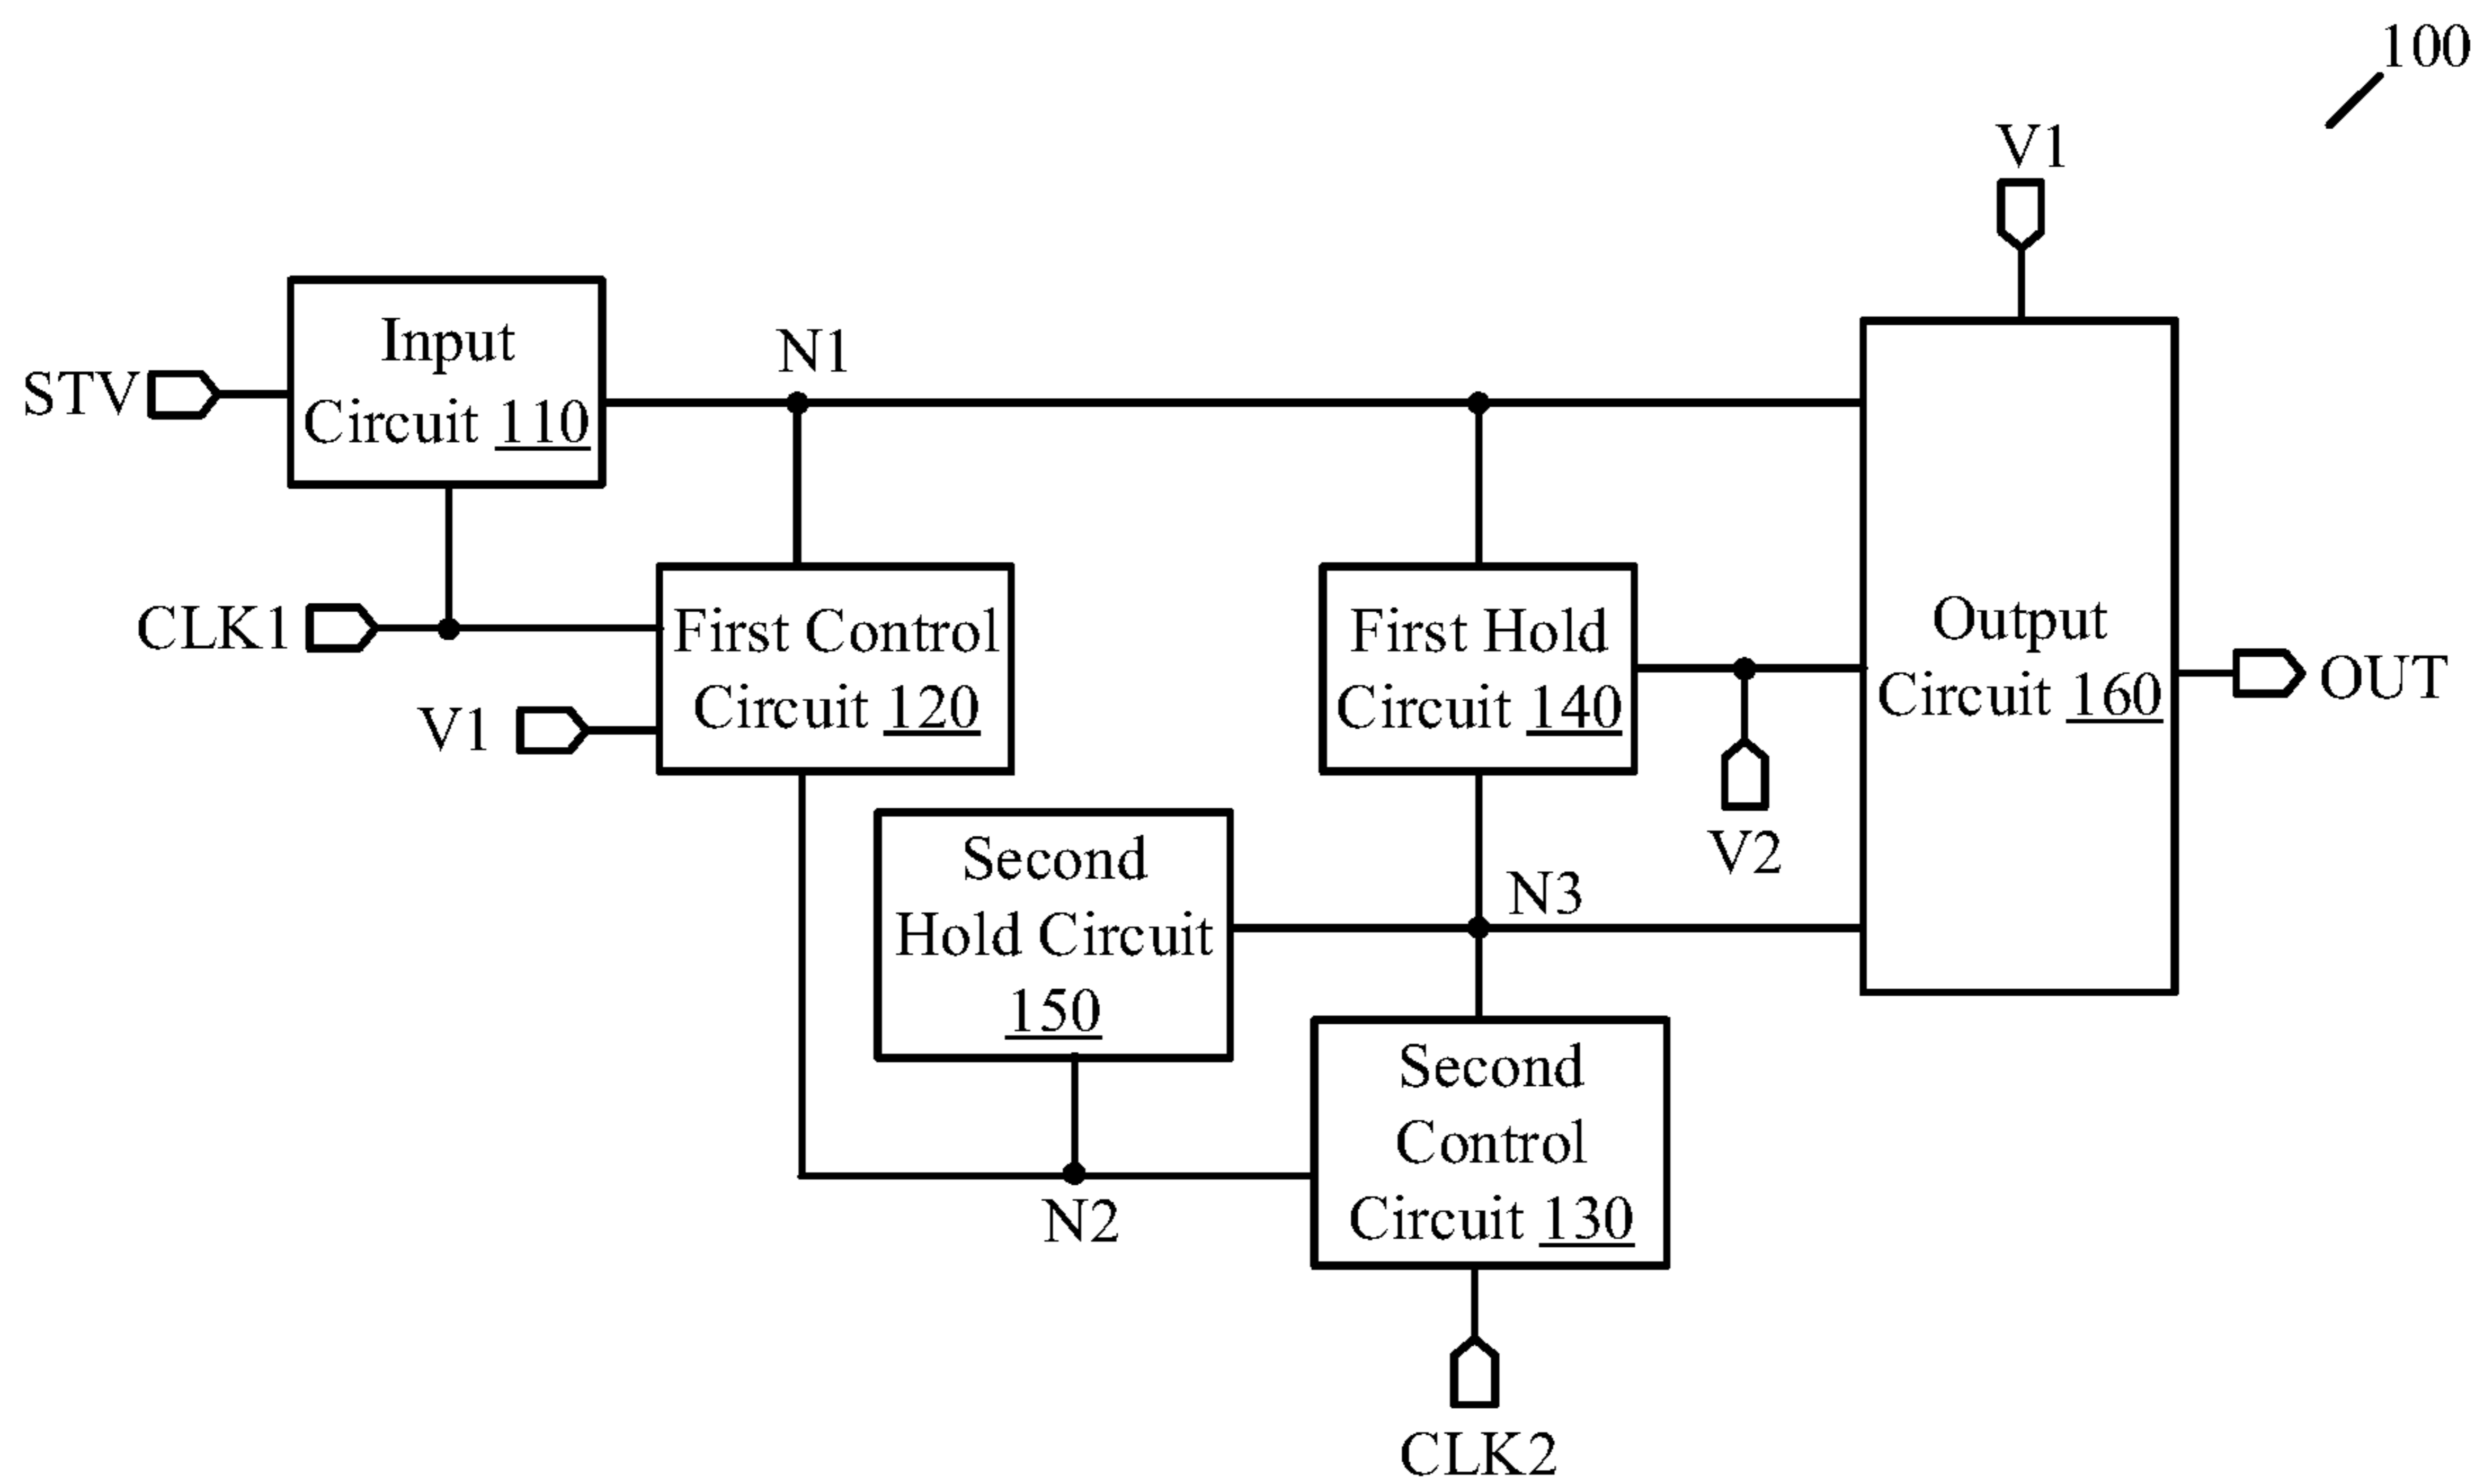 100
V1
Input
Circuit 110
N1
STV
CLK1
First Control
Circuit 120
First Hold
Circuit 140
Output
Circuit 160
OUT
V1
V2
Second
Hold Circuit
150
N3
Second
Control
Circuit 130
N2
CLK2